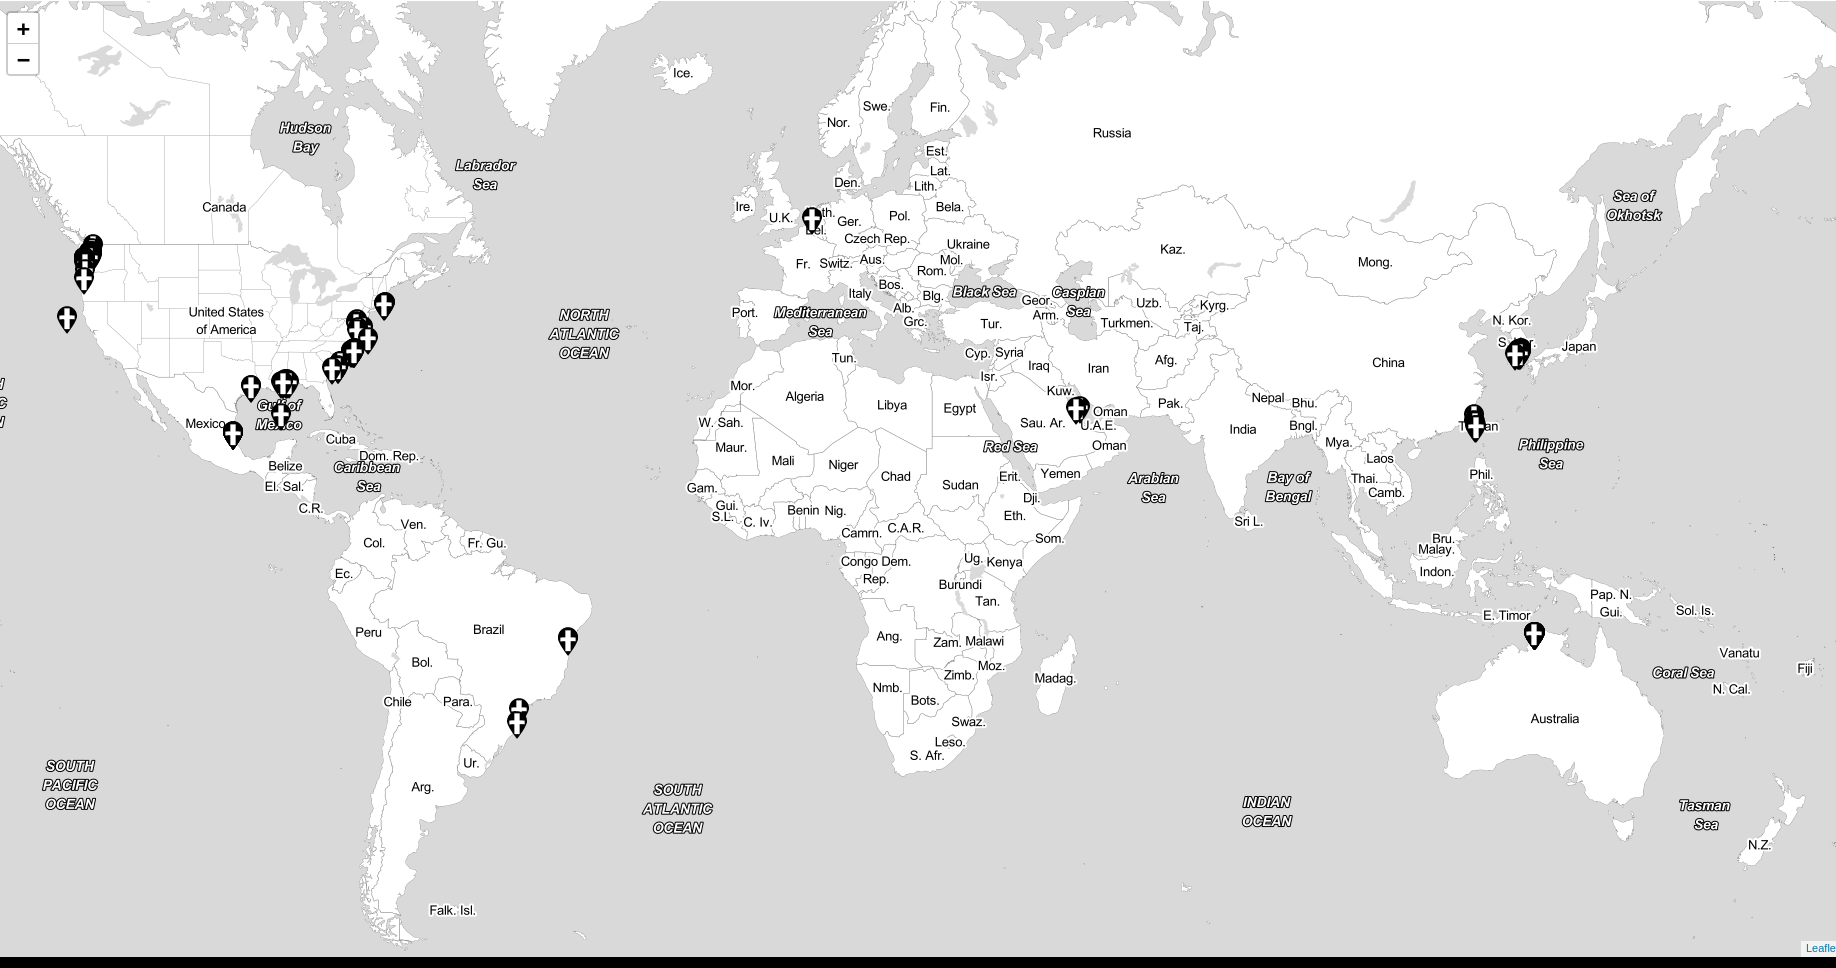 +
−
Ice.
Swe.
Fin.
Nor.
Russia
Hudson
Bay
Est.
Labrador
Sea
Lat.
Den.
Lith.
Canada
Ire.
U.K.
Ger.
Pol.
Bela.
Sea of
Okhotsk
Czech Rep.
Ukraine
Kaz.
Fr.
Switz.
Aus.
Mol.
Rom.
Mong.
Bos.
Italy
Blg.
Black Sea
Caspian
Sea
Geor.
Uzb.
Kyrg.
Alb.
Port.
Mediterranean
Sea
Arm.
Grc.
Tur.
Turkmen.
Taj.
N. Kor.
United States
of America
NORTH
ATLANTIC
OCEAN
Japan
Tun.
Cyp.
Syria
Iraq
Iran
Afg.
China
Isr.
Mor.
Kuw.
Algeria
Libya
Egypt
Pak.
Nepal
Bhu.
Gulf of
Mexico
Oman
Mexico
W. Sah.
Sau. Ar.
U.A.E.
India
Bngl.
Cuba
Maur.
Red Sea
Oman
Mya.
Philippine
Sea
Dom. Rep.
Belize
Caribbean
Sea
Mali
Niger
Chad
Sudan
Erit.
Yemen
Arabian
Sea
Bay of
Bengal
Laos
Thai.
Phil.
El. Sal.
Gam.
Camb.
C.R.
Gui.
S.L.
C. Iv.
Benin
Nig.
Dji.
Eth.
Sri L.
Ven.
Camrn.
C.A.R.
Som.
Col.
Fr. Gu.
Bru.
Malay.
Ec.
Congo
Dem.
Rep.
Ug.
Kenya
Indon.
Burundi
Tan.
Pap. N.
Gui.
Sol. Is.
E. Timor
Peru
Brazil
Ang.
Zam.
Malawi
Bol.
Moz.
Zimb.
Madag.
Vanatu
Fiji
Coral Sea
N. Cal.
Chile
Para.
Nmb.
Bots.
Swaz.
Australia
Leso.
S. Afr.
Ur.
SOUTH
PACIFIC
OCEAN
Arg.
SOUTH
ATLANTIC
OCEAN
INDIAN
OCEAN
Tasman
Sea
N.Z.
Falk. Isl.
Leafle